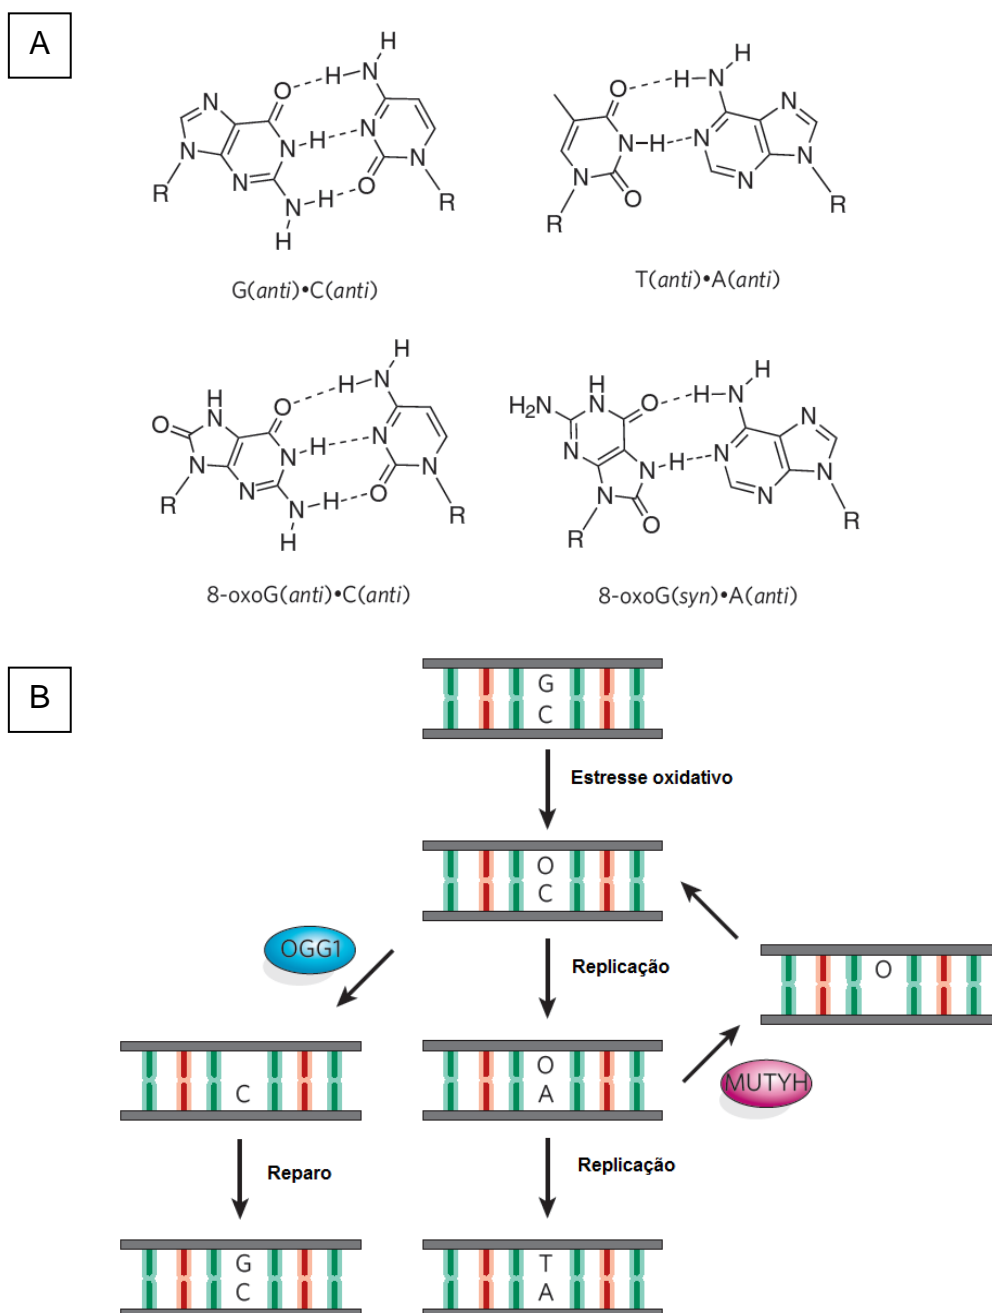 A
G(anti)•C(anti)
T(anti)•A(anti)
8-oxoG(anti)•C(anti)
8-oxoG(syn)•A(anti)
H
H
O
H
N
N
N
N
H
N
N
N
O
N
R
N
H
H
R
H
H
O
H
N
N
N
H
N
N
N
O
N
N
R
R
H
H
O
H
N
H
N
O
N
H
N
N
N
O
N
R
N
H
H
R
H
H
N
H₂N
O
H
N
N
N
H
N
N
N
O
N
N
R
R
B
G
C
Estresse oxidativo
O
C
OGG1
Replicação
O
C
O
A
MUTYH
Reparo
Replicação
G
C
T
A